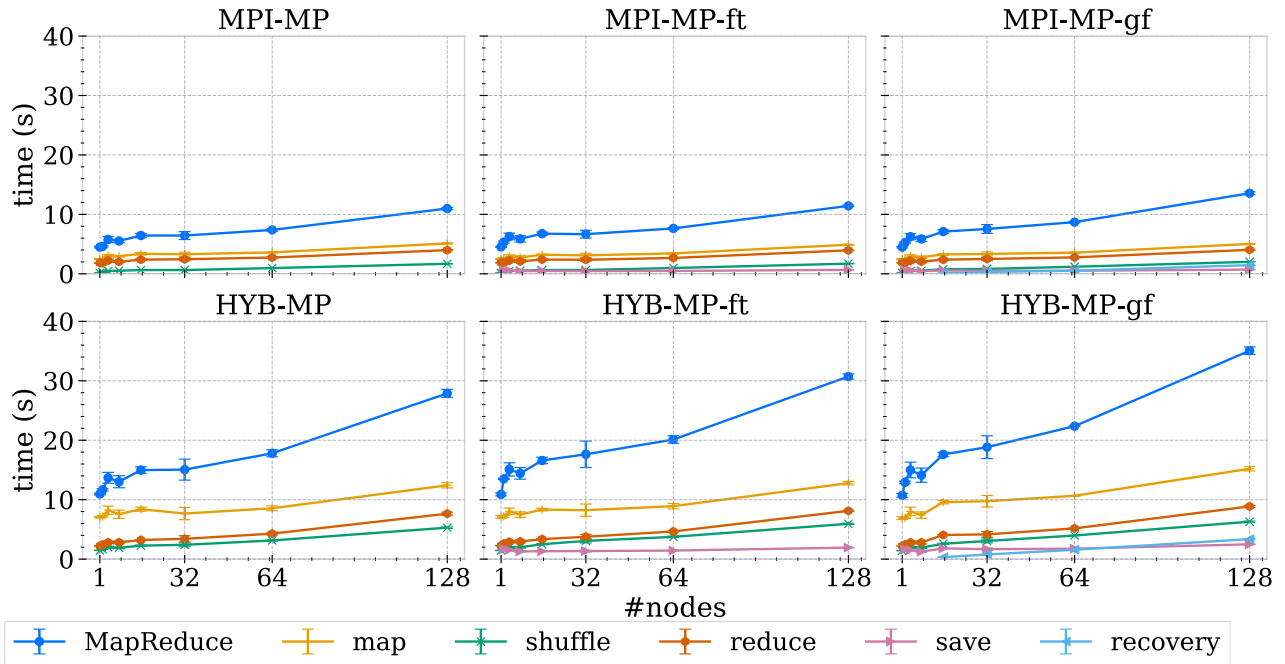 MPI-MP MPI-MP-ft MPI-MP-gf
40
30
20
10
0
time (s)
HYB-MP HYB-MP-ft HYB-MP-gf
40
30
20
10
0
time (s)
1 32 64 128 1 32 64 128 1 32 64 128
#nodes
MapReduce map shuffle reduce save recovery